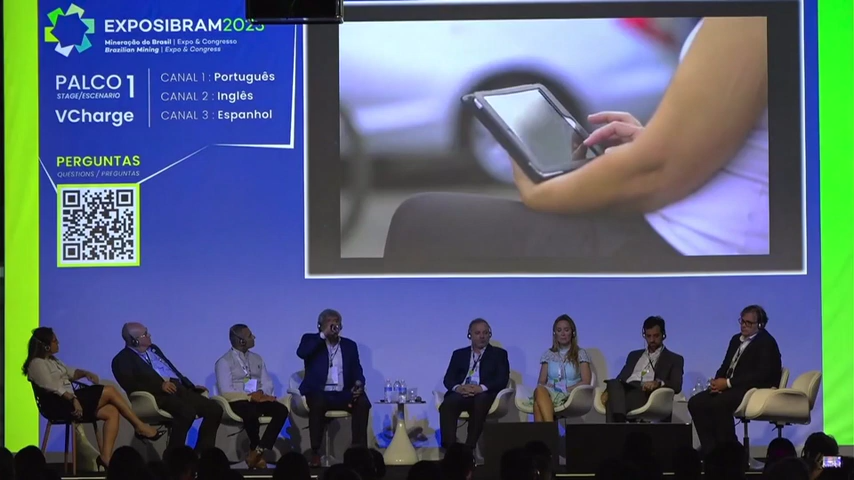 EXPOSIBRAM2023
Mineração do Brasil | Expo & Congresso
Brazilian Mining | Expo & Congress
PALCO 1
STAGE/ESCENARIO
VCharge
CANAL 1 : Português
CANAL 2 : Inglês
CANAL 3 : Espanhol
PERGUNTAS
QUESTIONS / PREGUNTAS